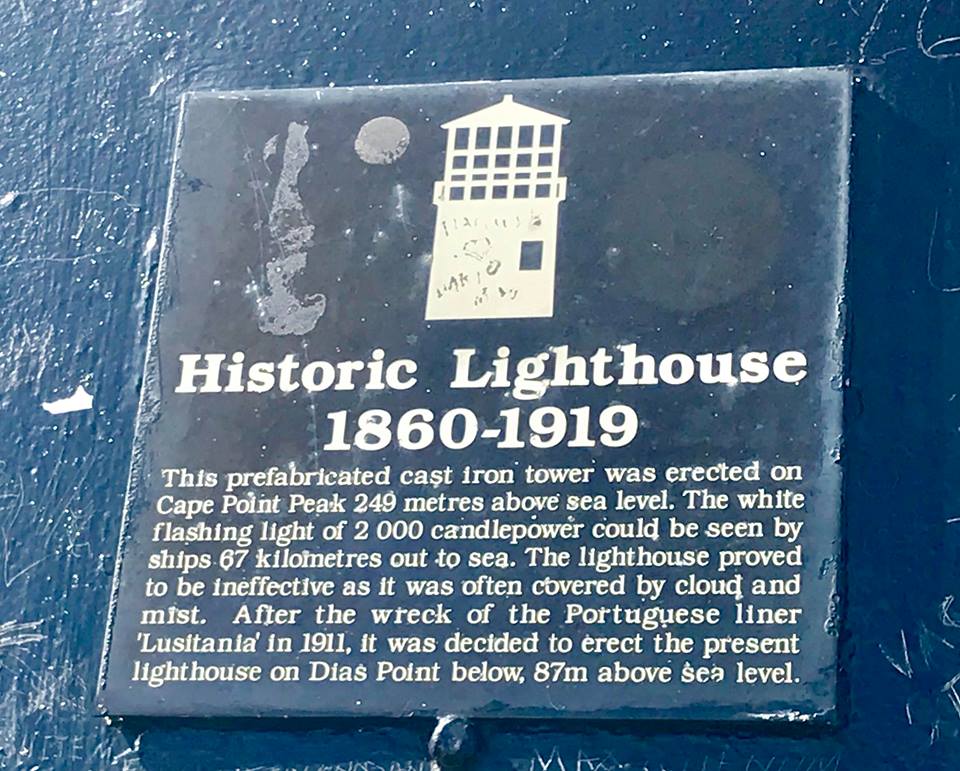 Historic Lighthouse
1860-1919
This prefabricated cast iron tower was erected on
Cape Point Peak 249 metres above sea level. The white
flashing light of 2 000 candlepower could be seen by
ships 67 kilometres out to sea. The lighthouse proved
to be ineffective as it was often covered by cloud and
mist. After the wreck of the Portuguese liner
'Lusitania' in 1911, it was decided to erect the present
lighthouse on Dias Point below, 87m above sea level.